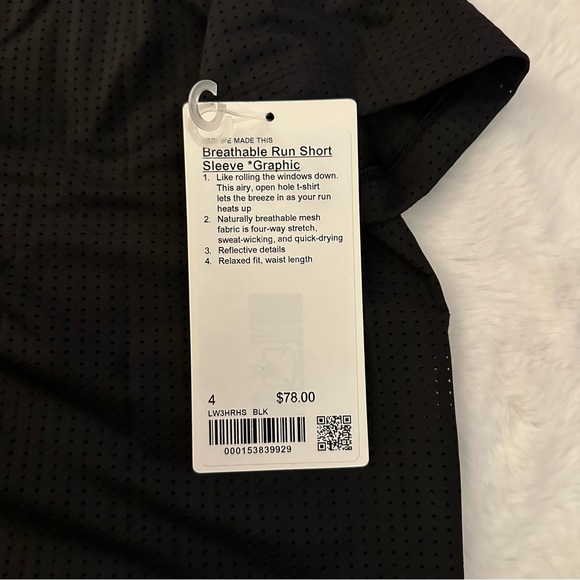 WE MADE THIS
Breathable Run Short
Sleeve *Graphic
1. Like rolling the windows down.
This airy, open hole t-shirt
lets the breeze in as your run
heats up
2. Naturally breathable mesh
fabric is four-way stretch,
sweat-wicking, and quick-drying
3. Reflective details
4. Relaxed fit, waist length
4 $78.00
LW3HRHS BLK
000153839929